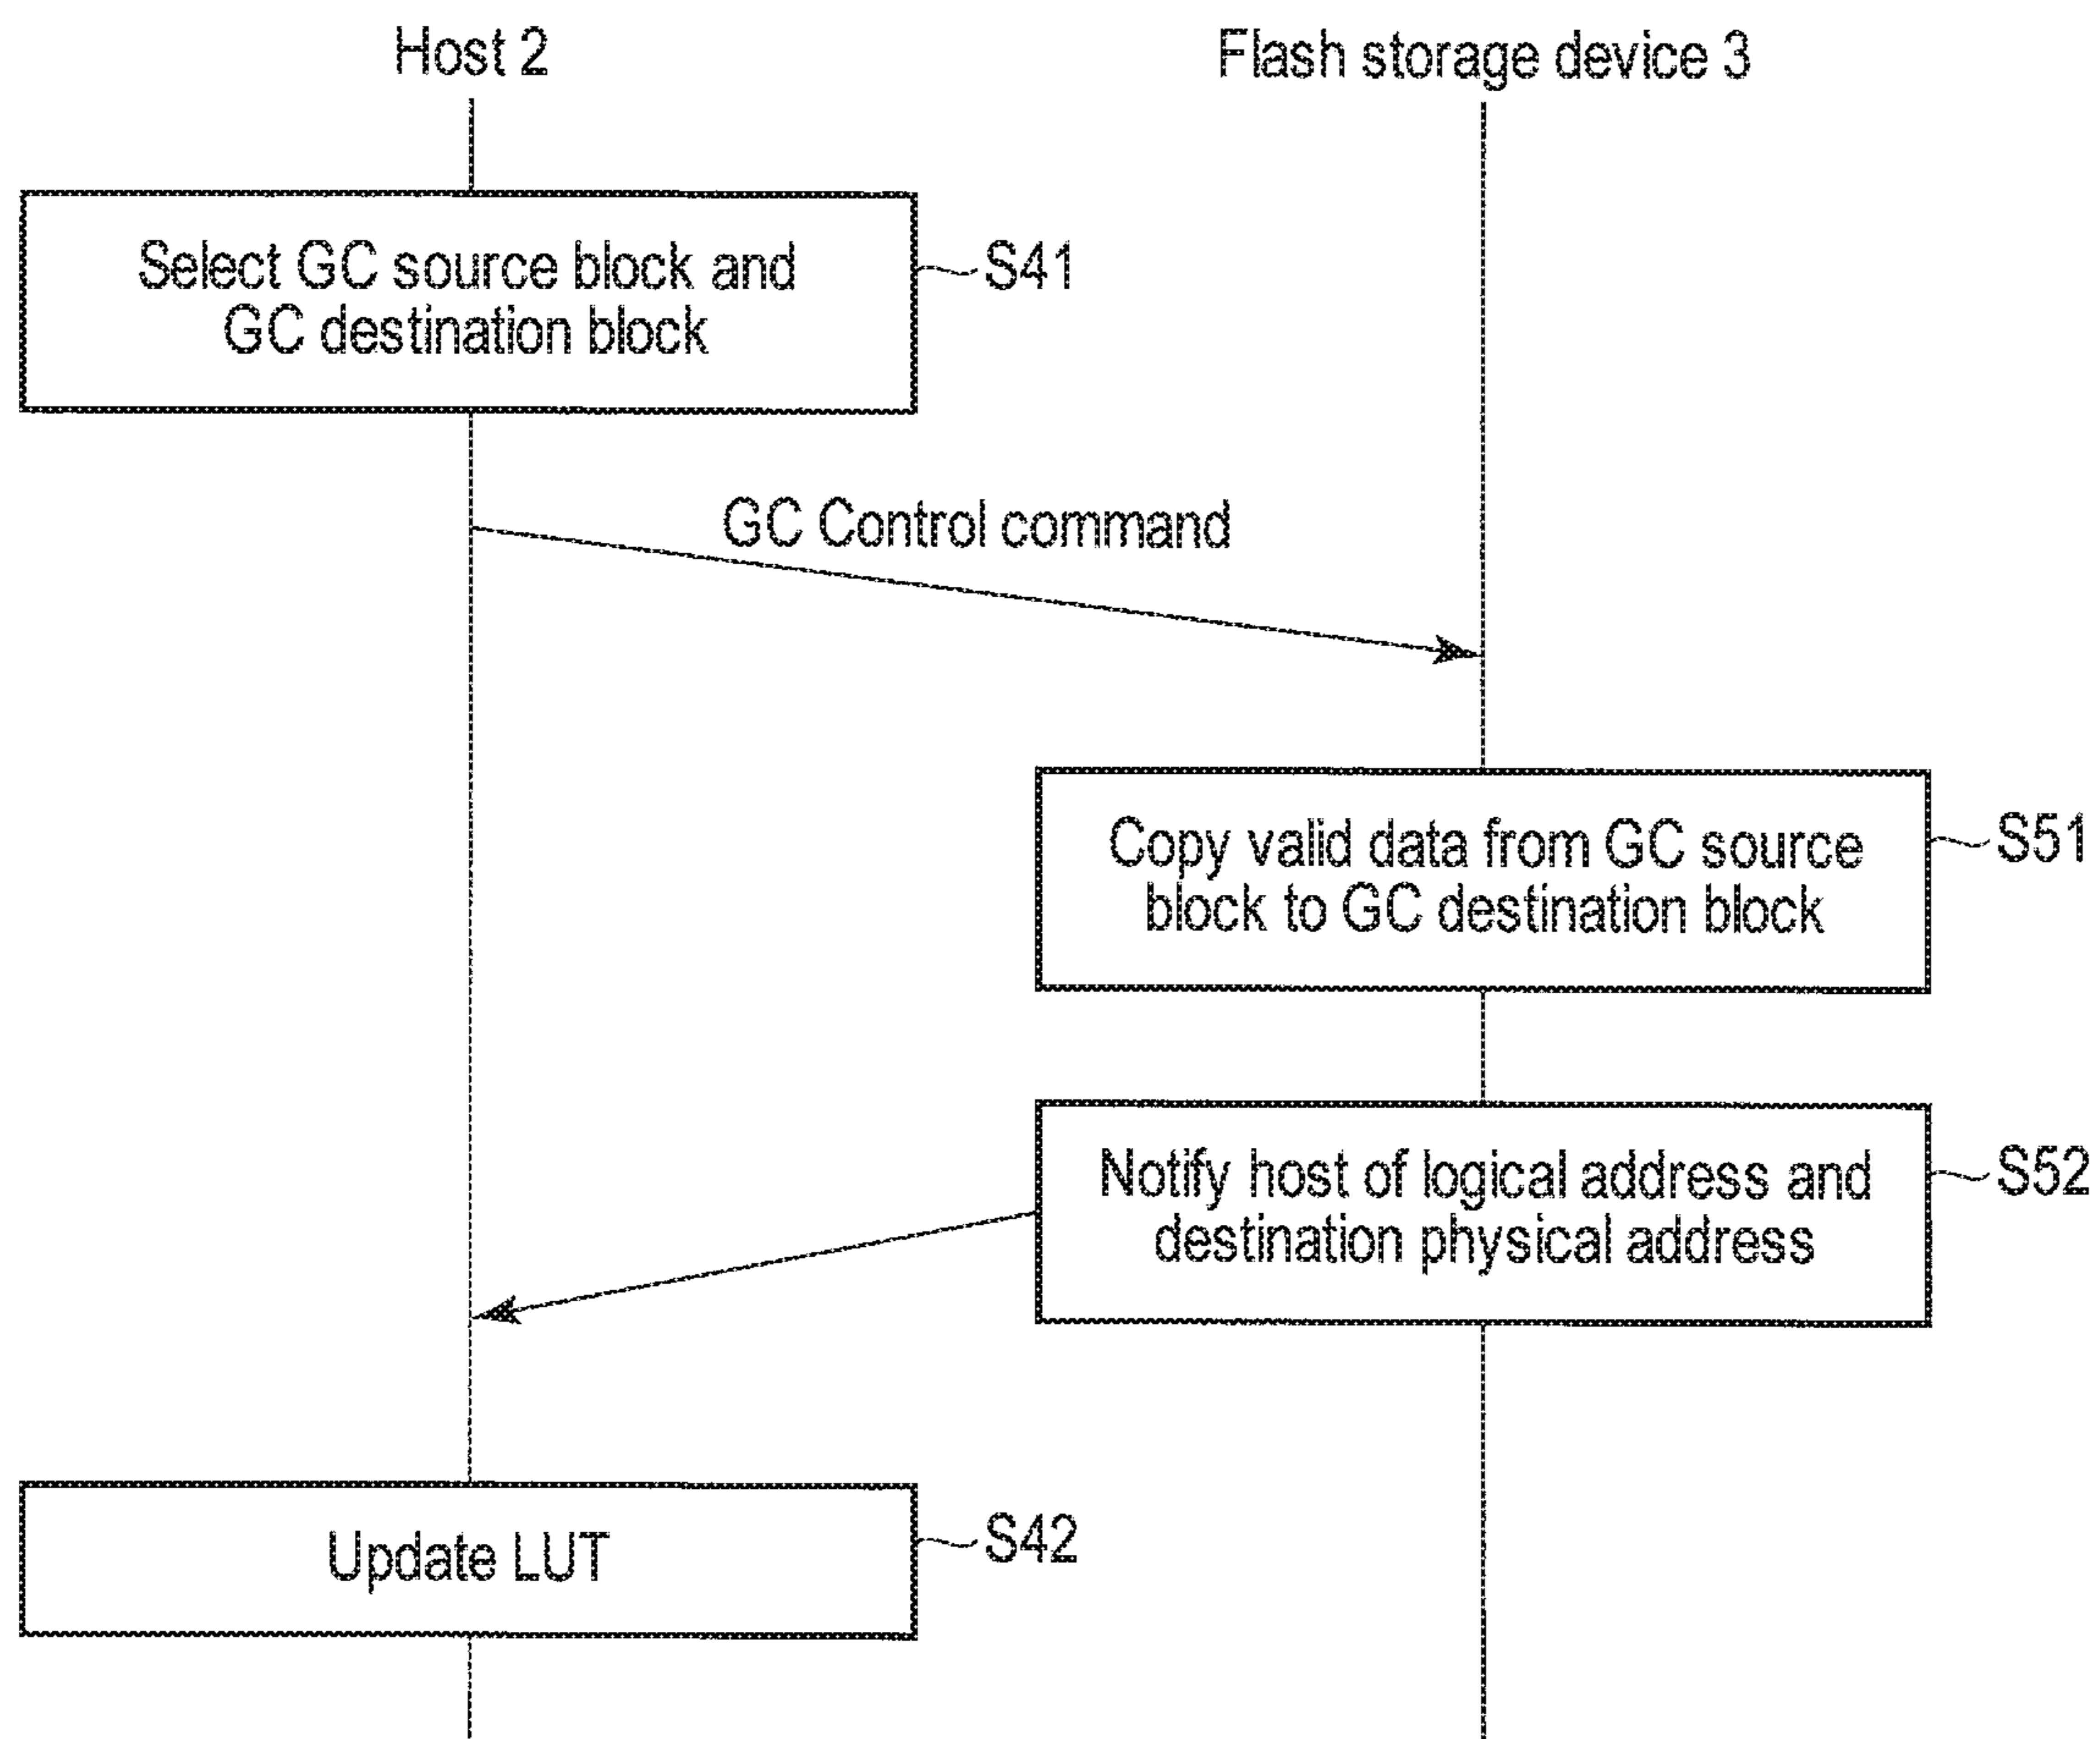 Host 2
Flash storage device 3
Select GC source block and
GC destination block
S41
GC Control command
Copy valid data from GC source
block to GC destination block
S51
Notify host of logical address and
destination physical address
S52
Update LUT
S42